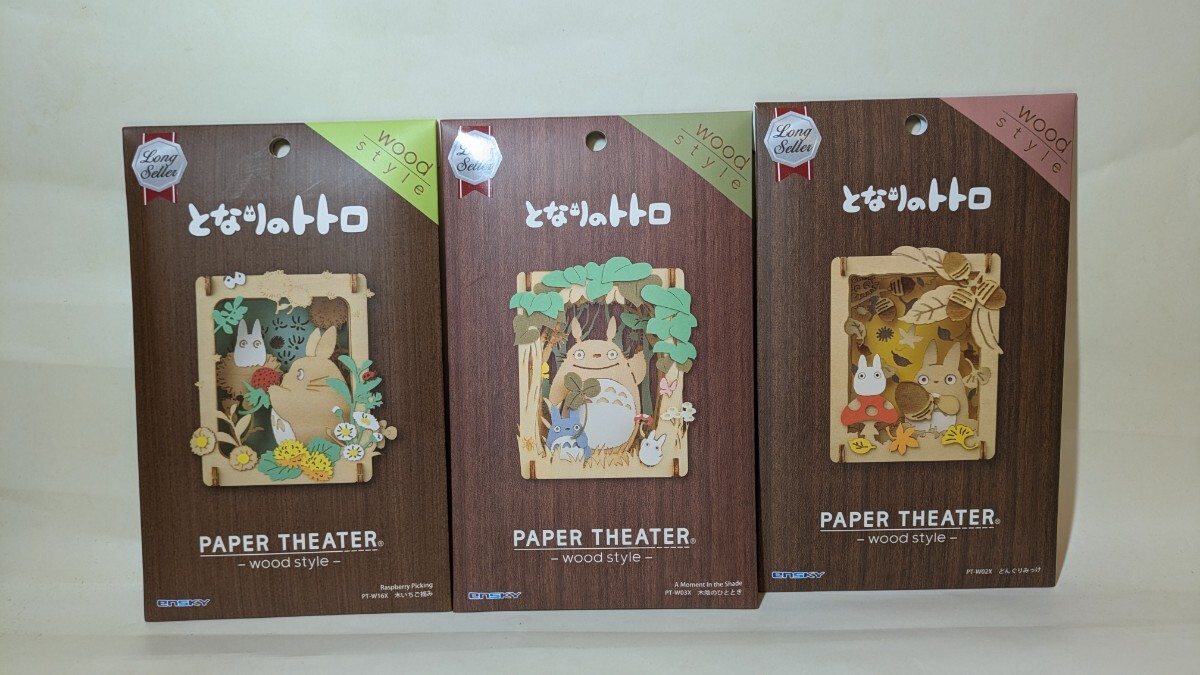 Long
Seller
wood
style
となりのトトロ
PAPER THEATER®
– wood style –
Raspberry Picking
PT-W16X 木いちご摘み
ensky
Long
Seller
wood
style
となりのトトロ
PAPER THEATER®
– wood style –
A Moment In the Shade
PT-W03X 木陰のひととき
ensky
Long
Seller
wood
style
となりのトトロ
PAPER THEATER®
– wood style –
PT-W02X どんぐりみっけ
ensky